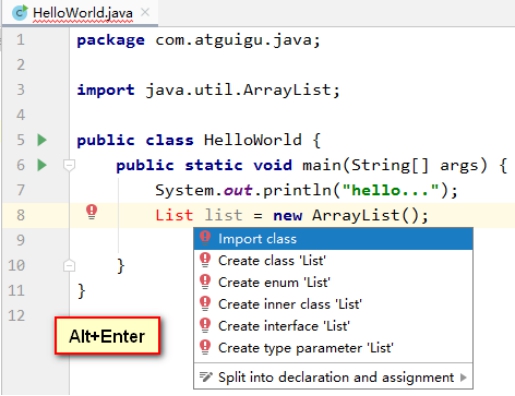 HelloWorld.java
1 package com.atguigu.java;
2
3 import java.util.ArrayList;
4
5 public class HelloWorld {
6 public static void main(String[] args) {
7 System.out.println("hello...");
8 List list = new ArrayList();
9
Import class
Create class 'List'
10 }
Create enum 'List'
11 }
Create inner class 'List'
12
Create interface 'List'
Alt+Enter
Create type parameter 'List'
Split into declaration and assignment